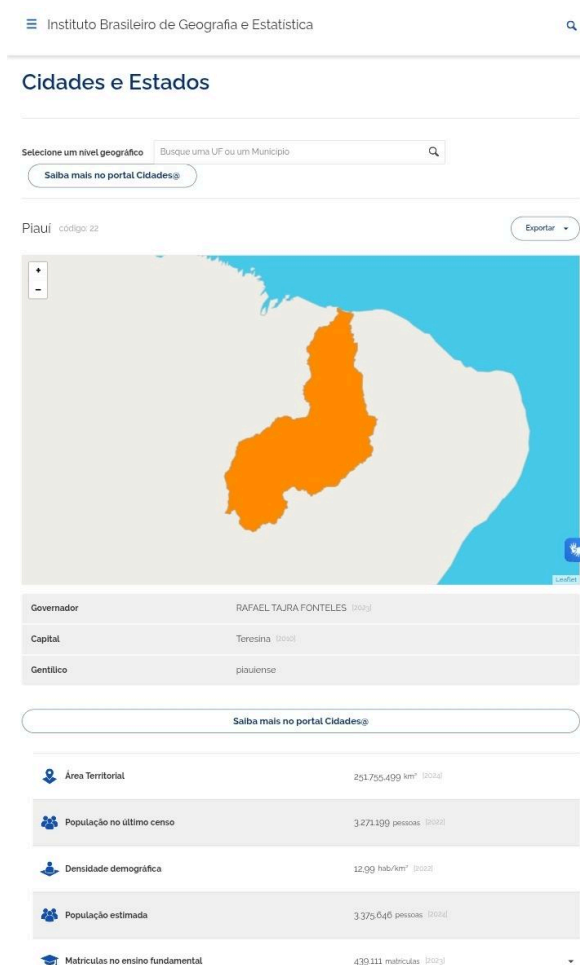 Instituto Brasileiro de Geografia e Estatística
Cidades e Estados
Selecione um nível geográfico Busque uma UF ou um Município
Saiba mais no portal Cidades@
Piauí código: 22 Exportar
+
−
Leaflet
Governador RAFAEL TAJRA FONTELES [2023]
Capital Teresina [2010]
Gentílico piauiense
Saiba mais no portal Cidades@
Área Territorial 251.755,499 km² [2024]
População no último censo 3.271.199 pessoas [2022]
Densidade demográfica 12,99 hab/km² [2022]
População estimada 3.375.646 pessoas [2024]
Matrículas no ensino fundamental 439.111 matrículas [2023]